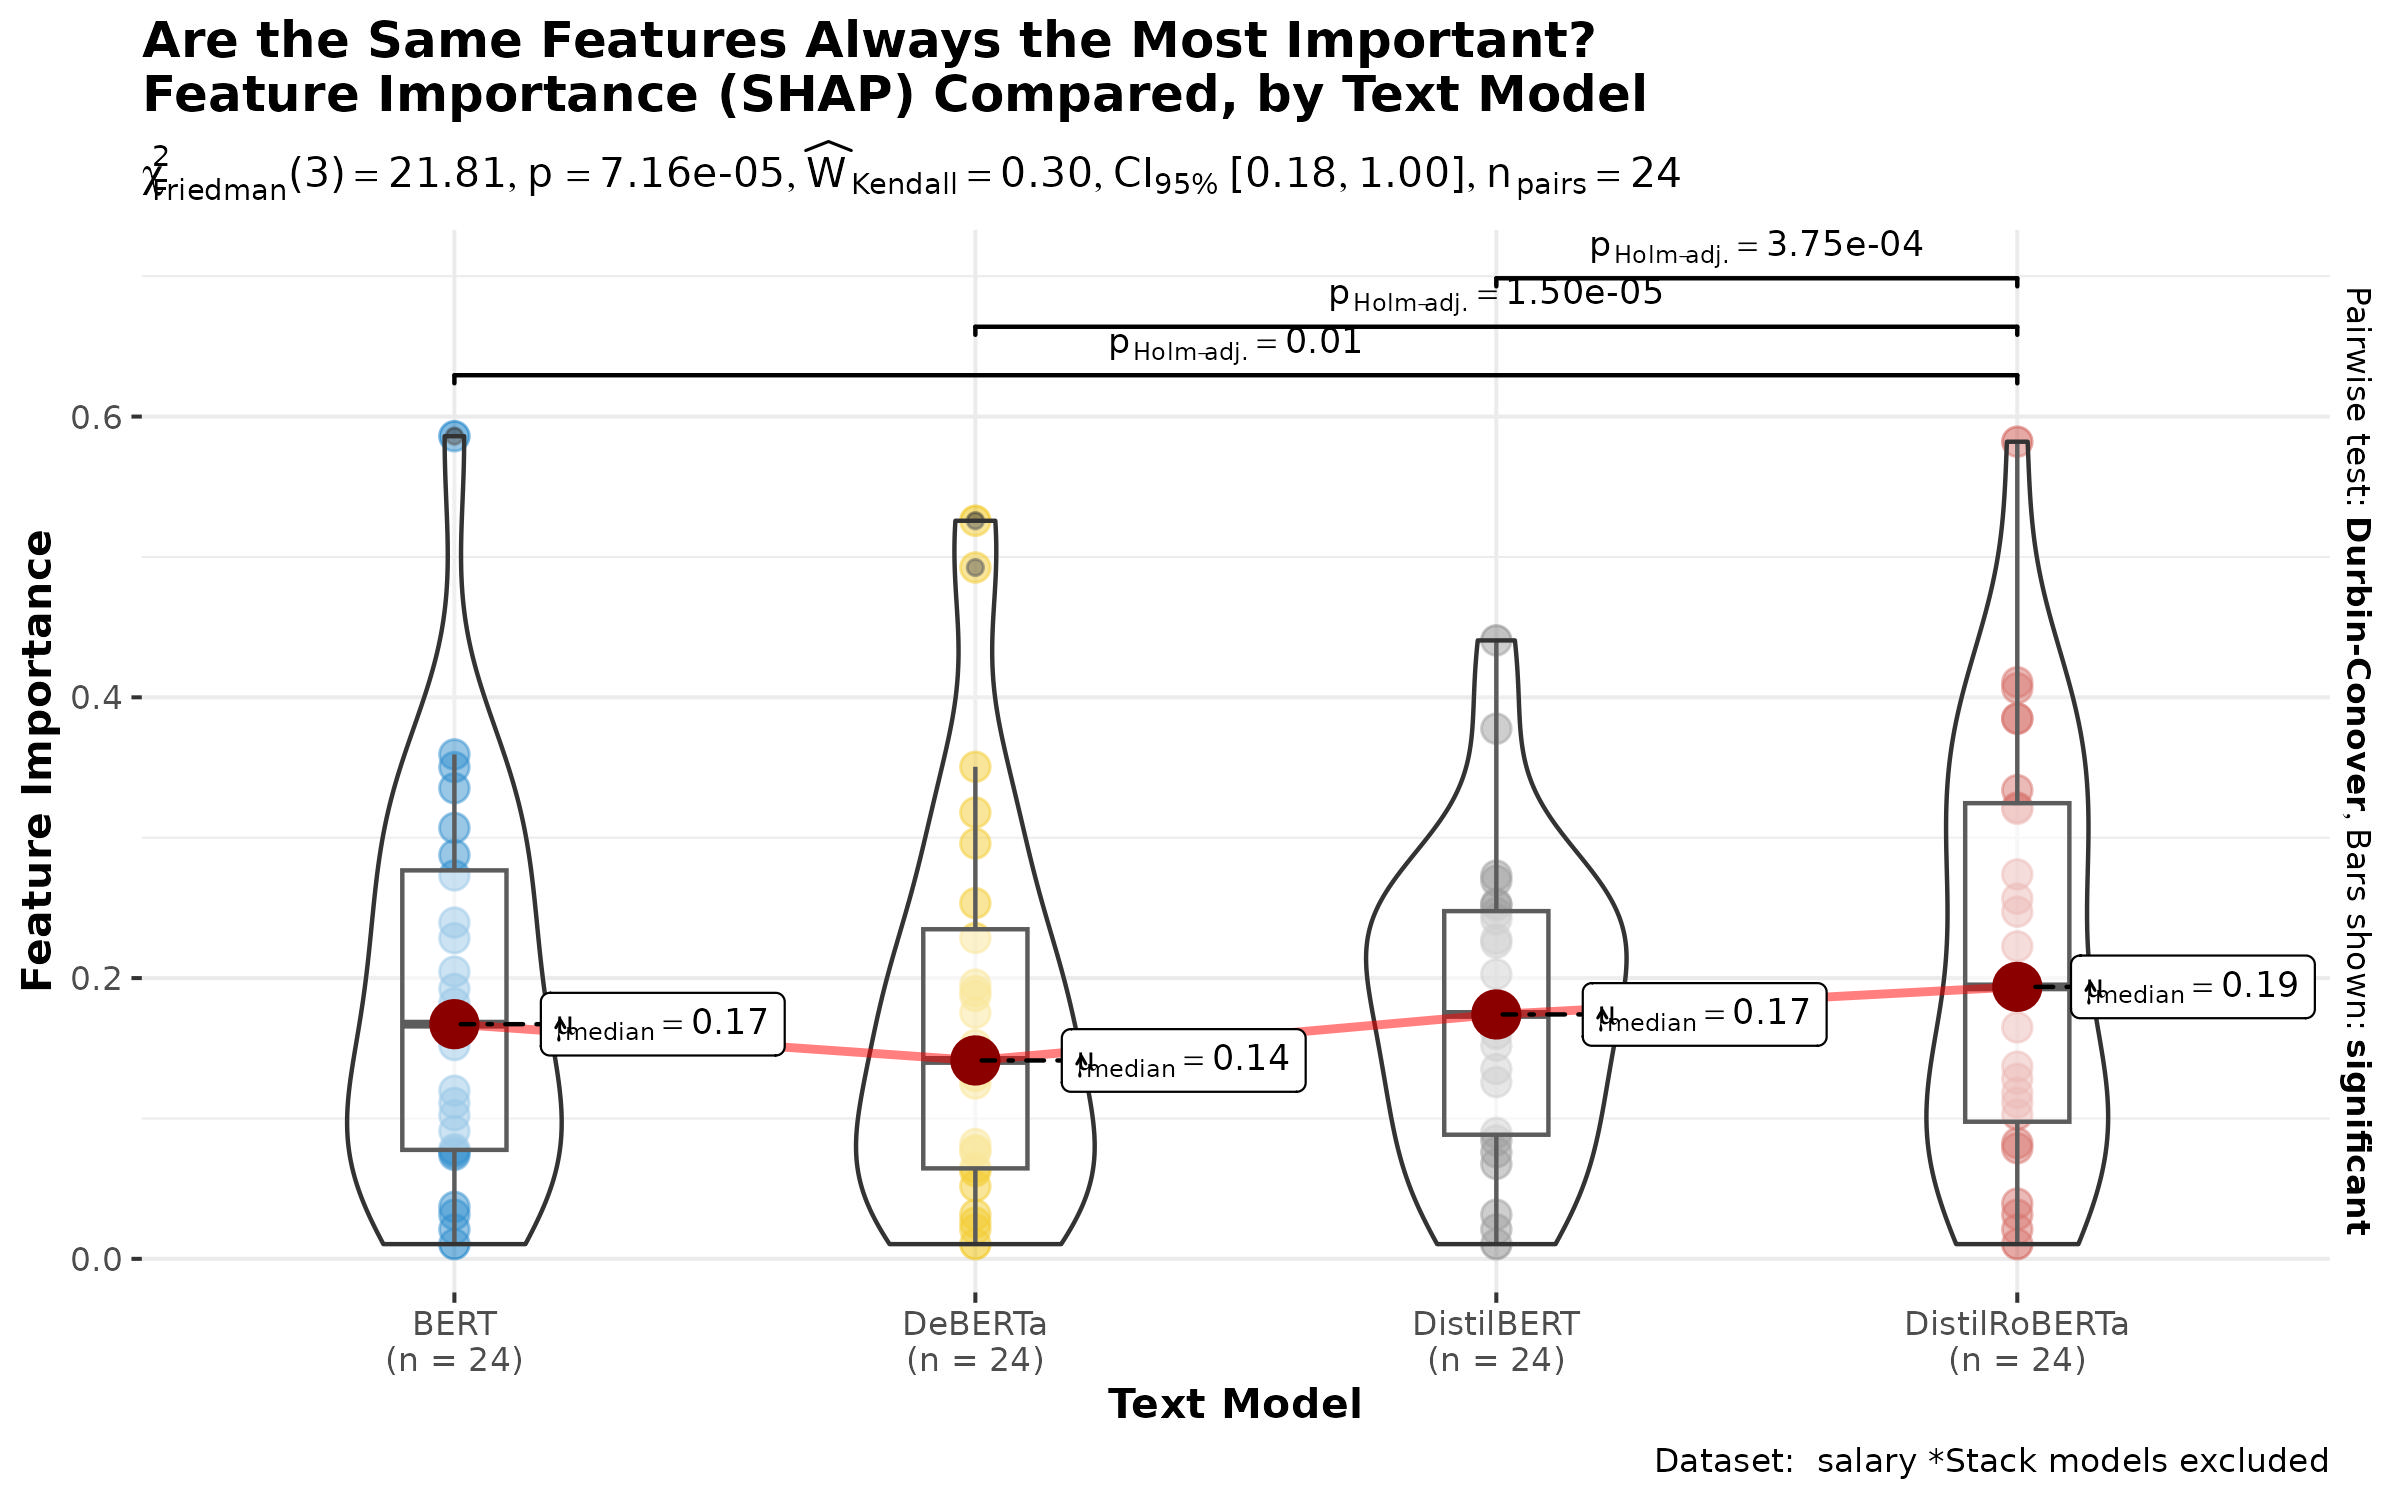 Are the Same Features Always the Most Important?
Feature Importance (SHAP) Compared, by Text Model
χ²Friedman(3) = 21.81, p = 7.16e-05, ŴKendall = 0.30, CI95% [0.18, 1.00], npairs = 24
pHolm-adj. = 3.75e-04
pHolm-adj. = 1.50e-05
pHolm-adj. = 0.01
Feature Importance
0.6
0.4
0.2
0.0
μ̂median = 0.17
μ̂median = 0.14
μ̂median = 0.17
μ̂median = 0.19
Pairwise test: Durbin-Conover, Bars shown: significant
BERT
(n = 24)
DeBERTa
(n = 24)
DistilBERT
(n = 24)
DistilRoBERTa
(n = 24)
Text Model
Dataset:  salary *Stack models excluded